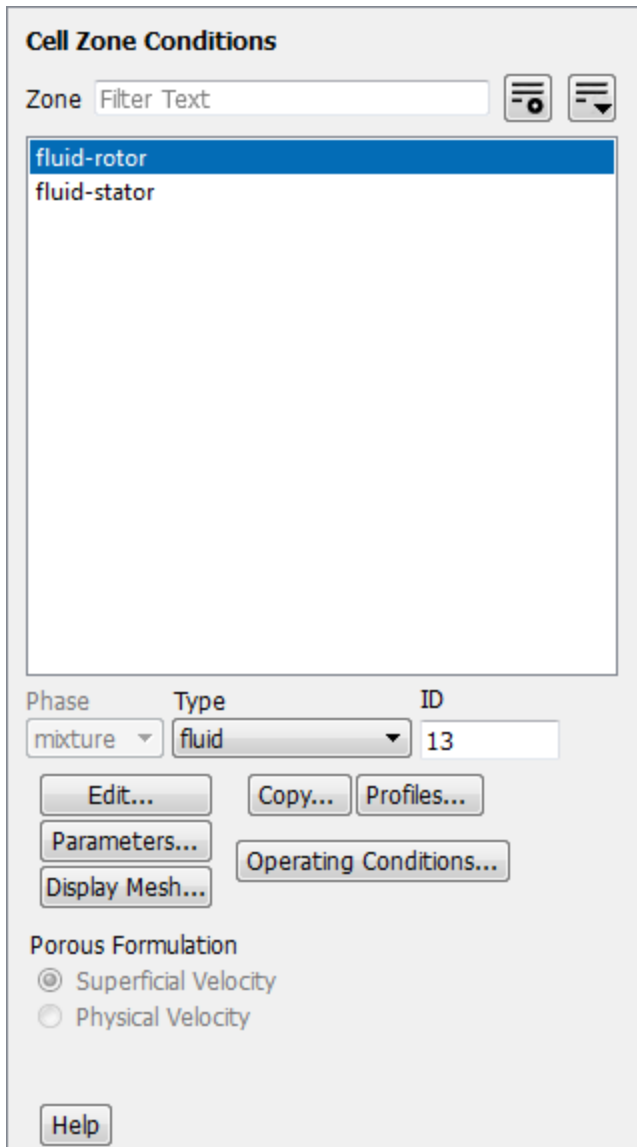 Cell Zone Conditions
Zone Filter Text
fluid-rotor
fluid-stator
Phase Type ID
mixture fluid 13
Edit... Copy... Profiles...
Parameters...
Operating Conditions...
Display Mesh...
Porous Formulation
Superficial Velocity
Physical Velocity
Help